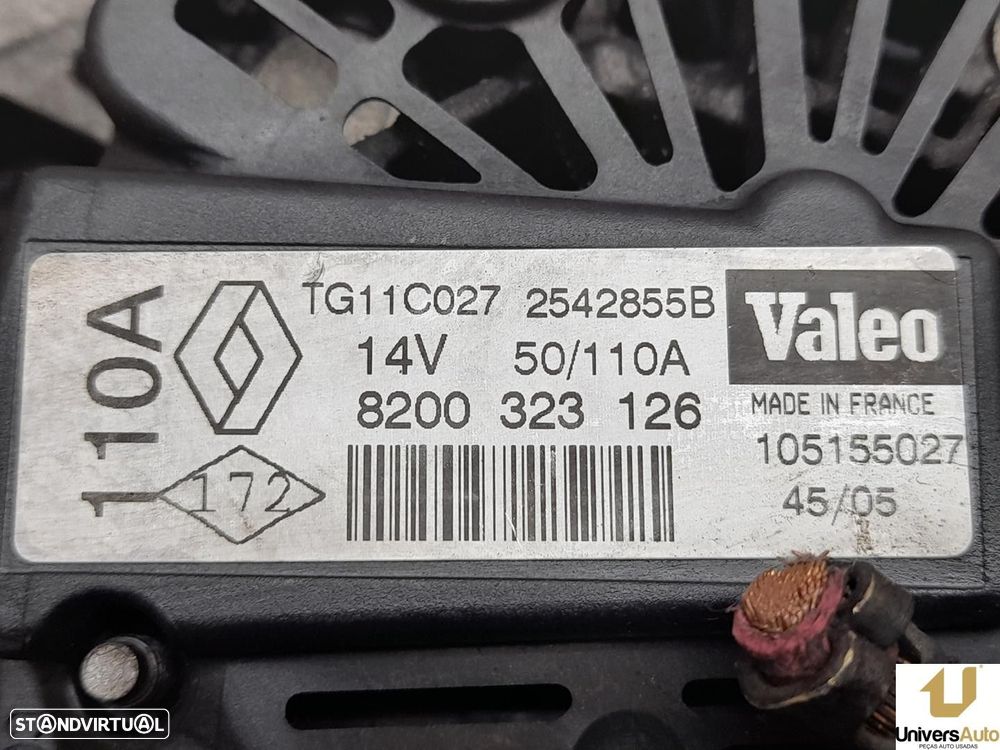 110A
TG11C027 2542855B
14V 50/110A
8200 323 126
172
Valeo
MADE IN FRANCE
105155027
45/05
STANDVIRTUAL
UniversAuto
PEÇAS AUTO USADAS